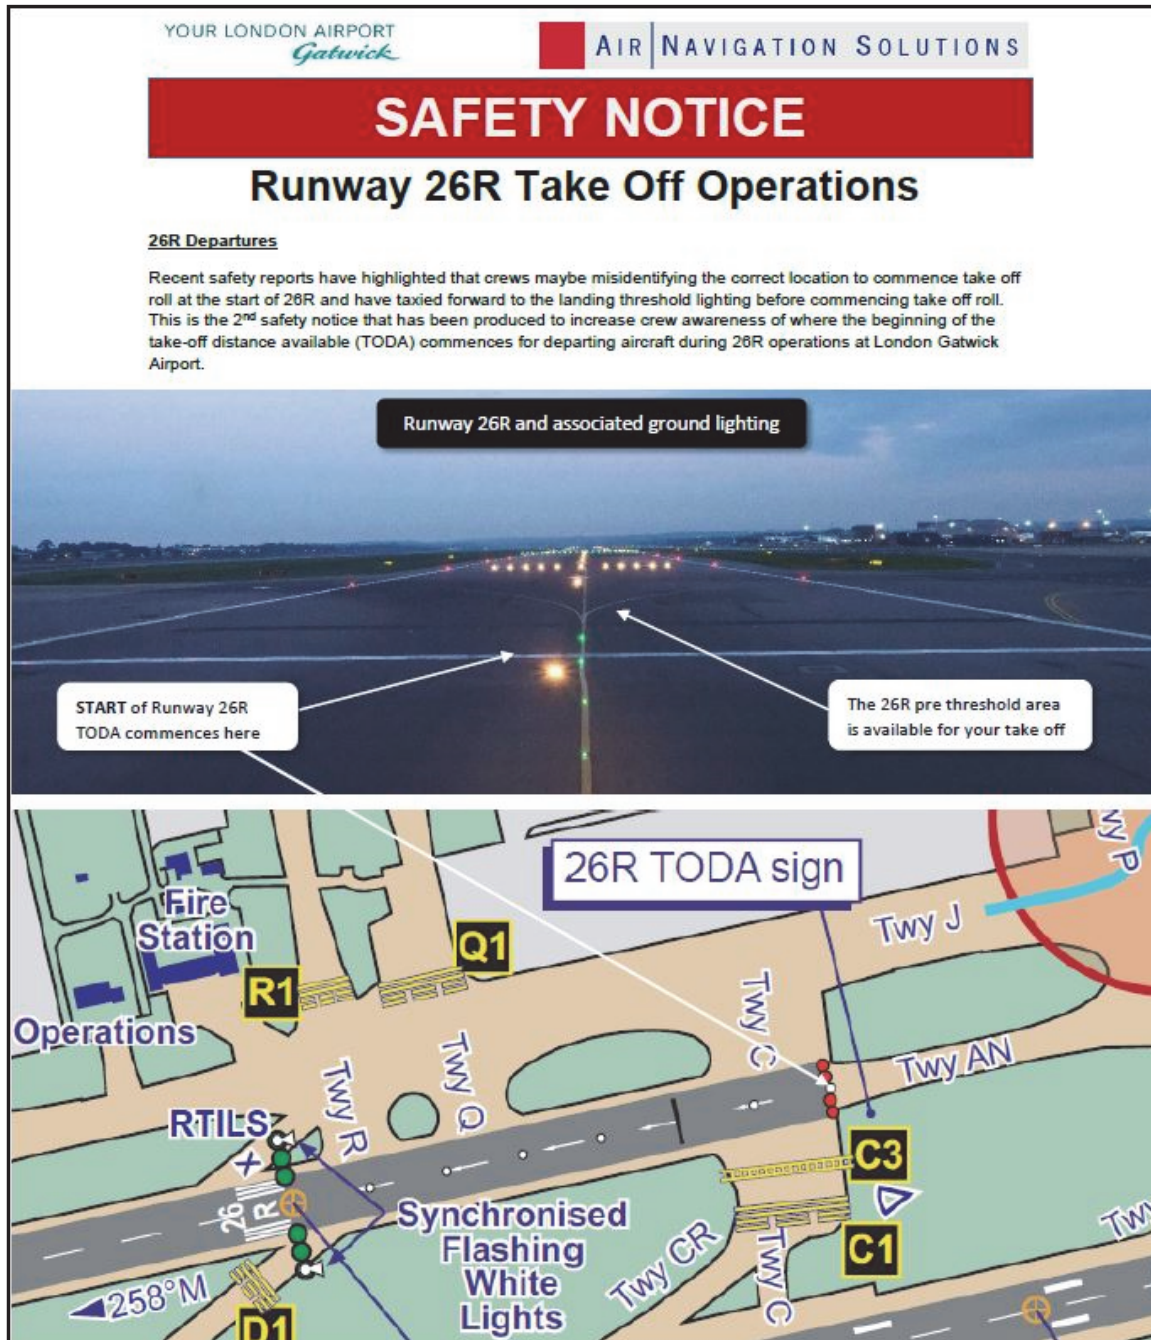 YOUR LONDON AIRPORT
Gatwick
AIR NAVIGATION SOLUTIONS
SAFETY NOTICE
Runway 26R Take Off Operations
26R Departures
Recent safety reports have highlighted that crews maybe misidentifying the correct location to commence take off
roll at the start of 26R and have taxied forward to the landing threshold lighting before commencing take off roll.
This is the 2nd safety notice that has been produced to increase crew awareness of where the beginning of the
take-off distance available (TODA) commences for departing aircraft during 26R operations at London Gatwick
Airport.
Runway 26R and associated ground lighting
START of Runway 26R
TODA commences here
The 26R pre threshold area
is available for your take off
26R TODA sign
Twy P
Twy J
Fire
Station
Q1
R1
Operations
Twy C
Twy Q
Twy R
Twy AN
RTILS
X
C3
26
R
Synchronised
Flashing
White
Lights
Twy CR
Twy C
C1
Twy
258°M
D1